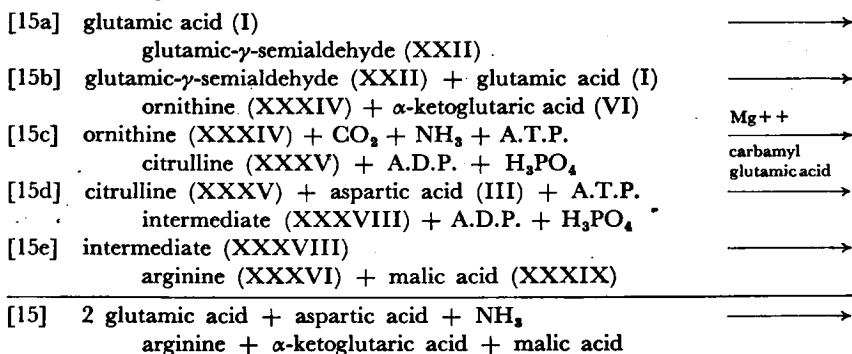 [15a] glutamic acid (I) ⟶
glutamic-γ-semialdehyde (XXII)
[15b] glutamic-γ-semialdehyde (XXII) + glutamic acid (I) ⟶
ornithine (XXXIV) + α-ketoglutaric acid (VI)
[15c] ornithine (XXXIV) + CO₂ + NH₃ + A.T.P. Mg++ ⟶
citrulline (XXXV) + A.D.P. + H₃PO₄ carbamyl glutamic acid
[15d] citrulline (XXXV) + aspartic acid (III) + A.T.P. ⟶
intermediate (XXXVIII) + A.D.P. + H₃PO₄
[15e] intermediate (XXXVIII) ⟶
arginine (XXXVI) + malic acid (XXXIX)
[15] 2 glutamic acid + aspartic acid + NH₃ ⟶
arginine + α-ketoglutaric acid + malic acid